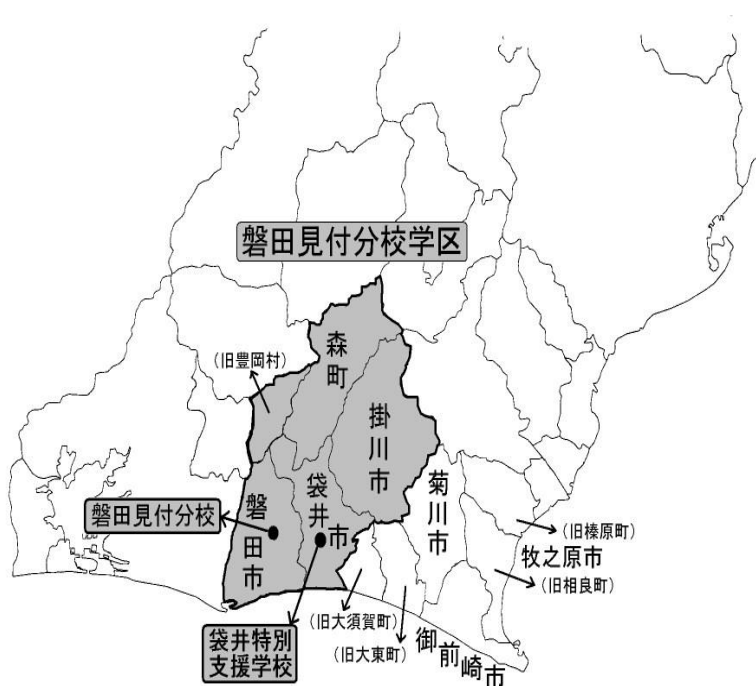 磐田見付分校学区
森町
(旧豊岡村)
掛川市
袋井市
菊川市
磐田市
磐田見付分校
(旧榛原町)
牧之原市
(旧相良町)
袋井特別
支援学校
(旧大須賀町)
(旧大東町)
御前崎市